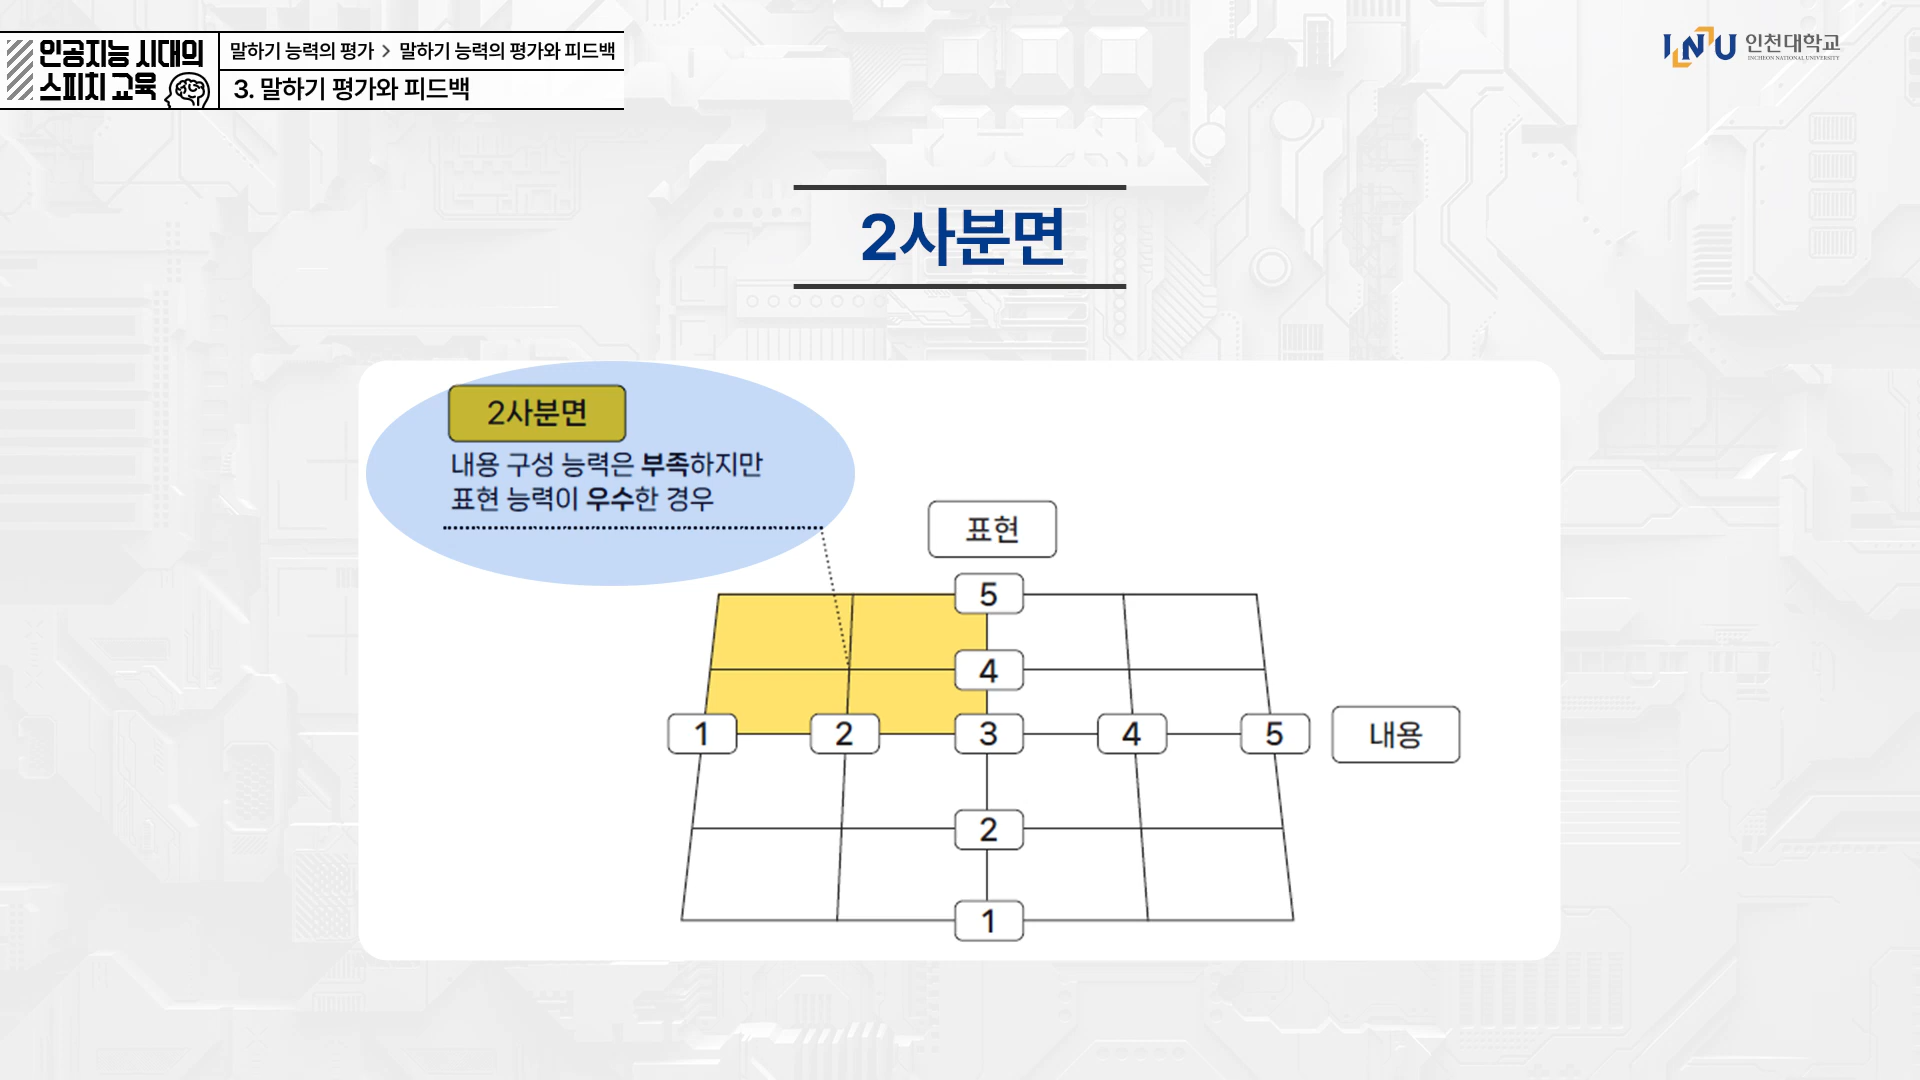 인공지능 시대의
스피치 교육
말하기 능력의 평가 > 말하기 능력의 평가와 피드백
3. 말하기 평가와 피드백
INU 인천대학교
INCHEON NATIONAL UNIVERSITY
2사분면
2사분면
내용 구성 능력은 부족하지만
표현 능력이 우수한 경우
표현
5
4
1 2 3 4 5 내용
2
1